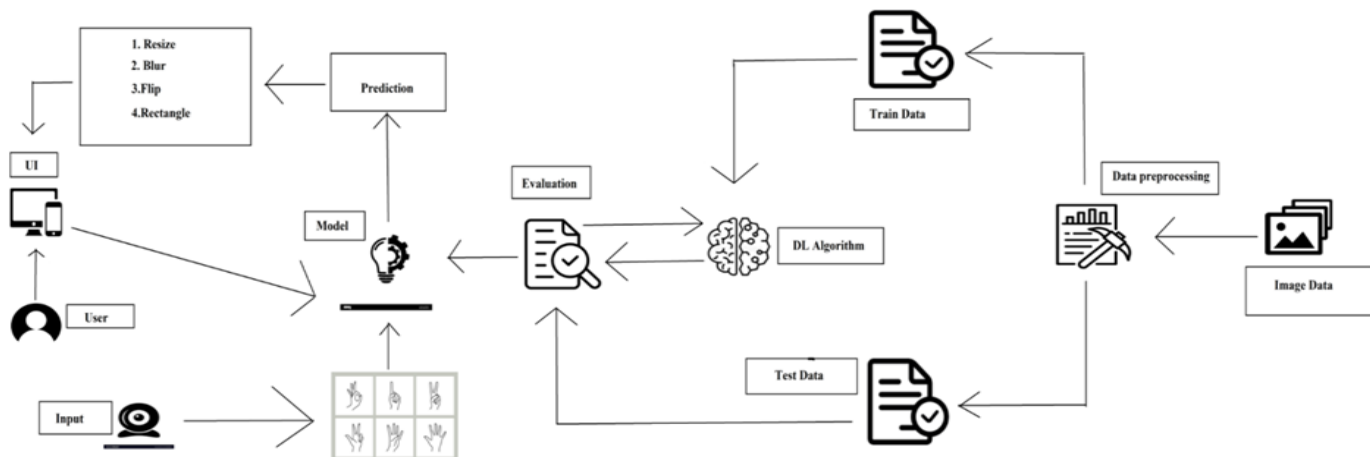 1. Resize
2. Blur
3.Flip
4.Rectangle
Prediction
Train Data
UI
Evaluation
Data preprocessing
Model
DL Algorithm
Image Data
User
Test Data
Input